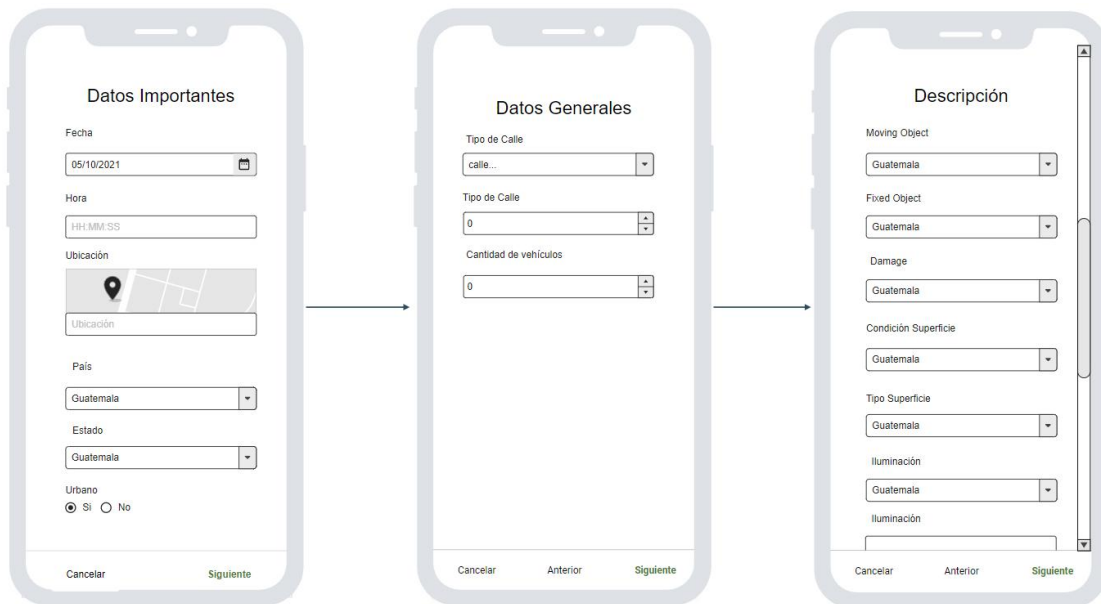 Datos Importantes
Fecha
05/10/2021
Hora
HH:MM:SS
Ubicación
Ubicación
País
Guatemala
Estado
Guatemala
Urbano
Si No
Cancelar Siguiente
Datos Generales
Tipo de Calle
calle...
Tipo de Calle
0
Cantidad de vehículos
0
Cancelar Anterior Siguiente
Descripción
Moving Object
Guatemala
Fixed Object
Guatemala
Damage
Guatemala
Condición Superficie
Guatemala
Tipo Superficie
Guatemala
Iluminación
Guatemala
Iluminación
Cancelar Anterior Siguiente